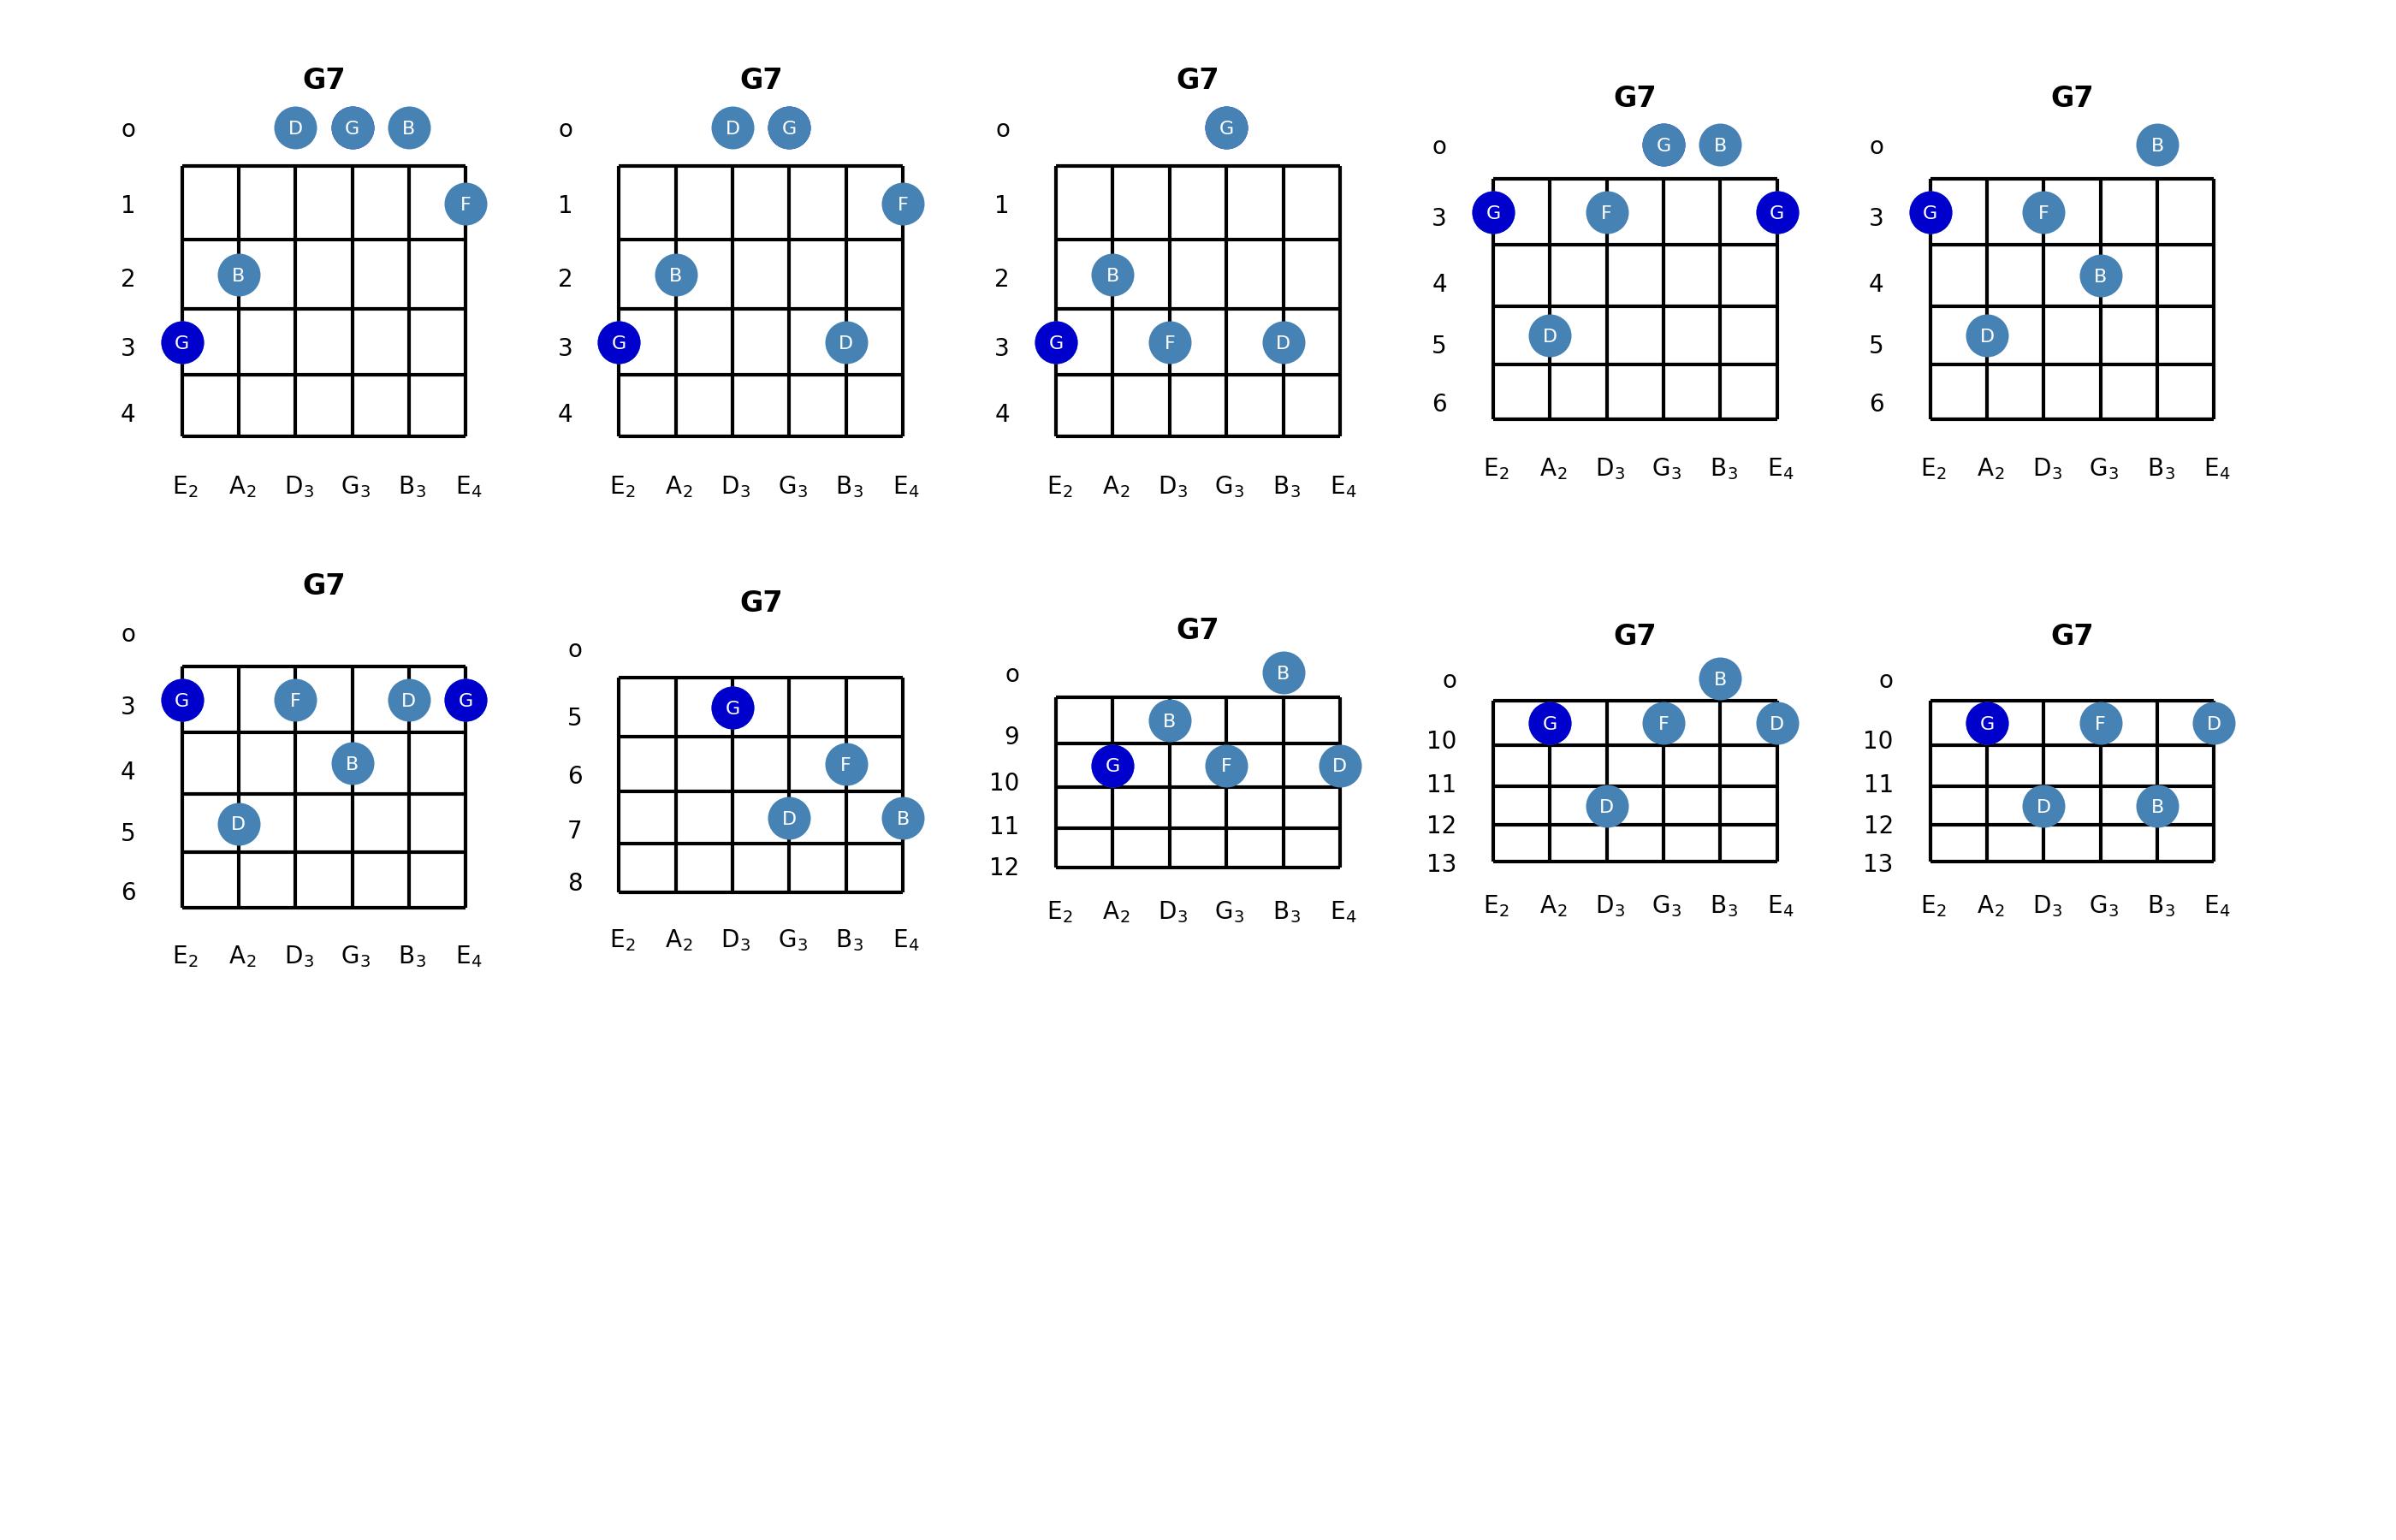 G7 G7 G7 G7 G7
o D G B o D G o G o G B o B
1 F 1 F 1 3 G F G 3 G F
2 B 2 B 2 B 4 4 B
3 G 3 G D 3 G F D 5 D 5 D
4 4 4 6 6
E₂ A₂ D₃ G₃ B₃ E₄ E₂ A₂ D₃ G₃ B₃ E₄ E₂ A₂ D₃ G₃ B₃ E₄ E₂ A₂ D₃ G₃ B₃ E₄ E₂ A₂ D₃ G₃ B₃ E₄
G7 G7 G7 G7 G7
o o o B o B o
3 G F D G 5 G 9 B 10 G F D 10 G F D
4 B 6 F 10 G F D 11 11
5 D 7 D B 11 12 D 12 D B
6 8 12 13 13
E₂ A₂ D₃ G₃ B₃ E₄ E₂ A₂ D₃ G₃ B₃ E₄ E₂ A₂ D₃ G₃ B₃ E₄ E₂ A₂ D₃ G₃ B₃ E₄ E₂ A₂ D₃ G₃ B₃ E₄